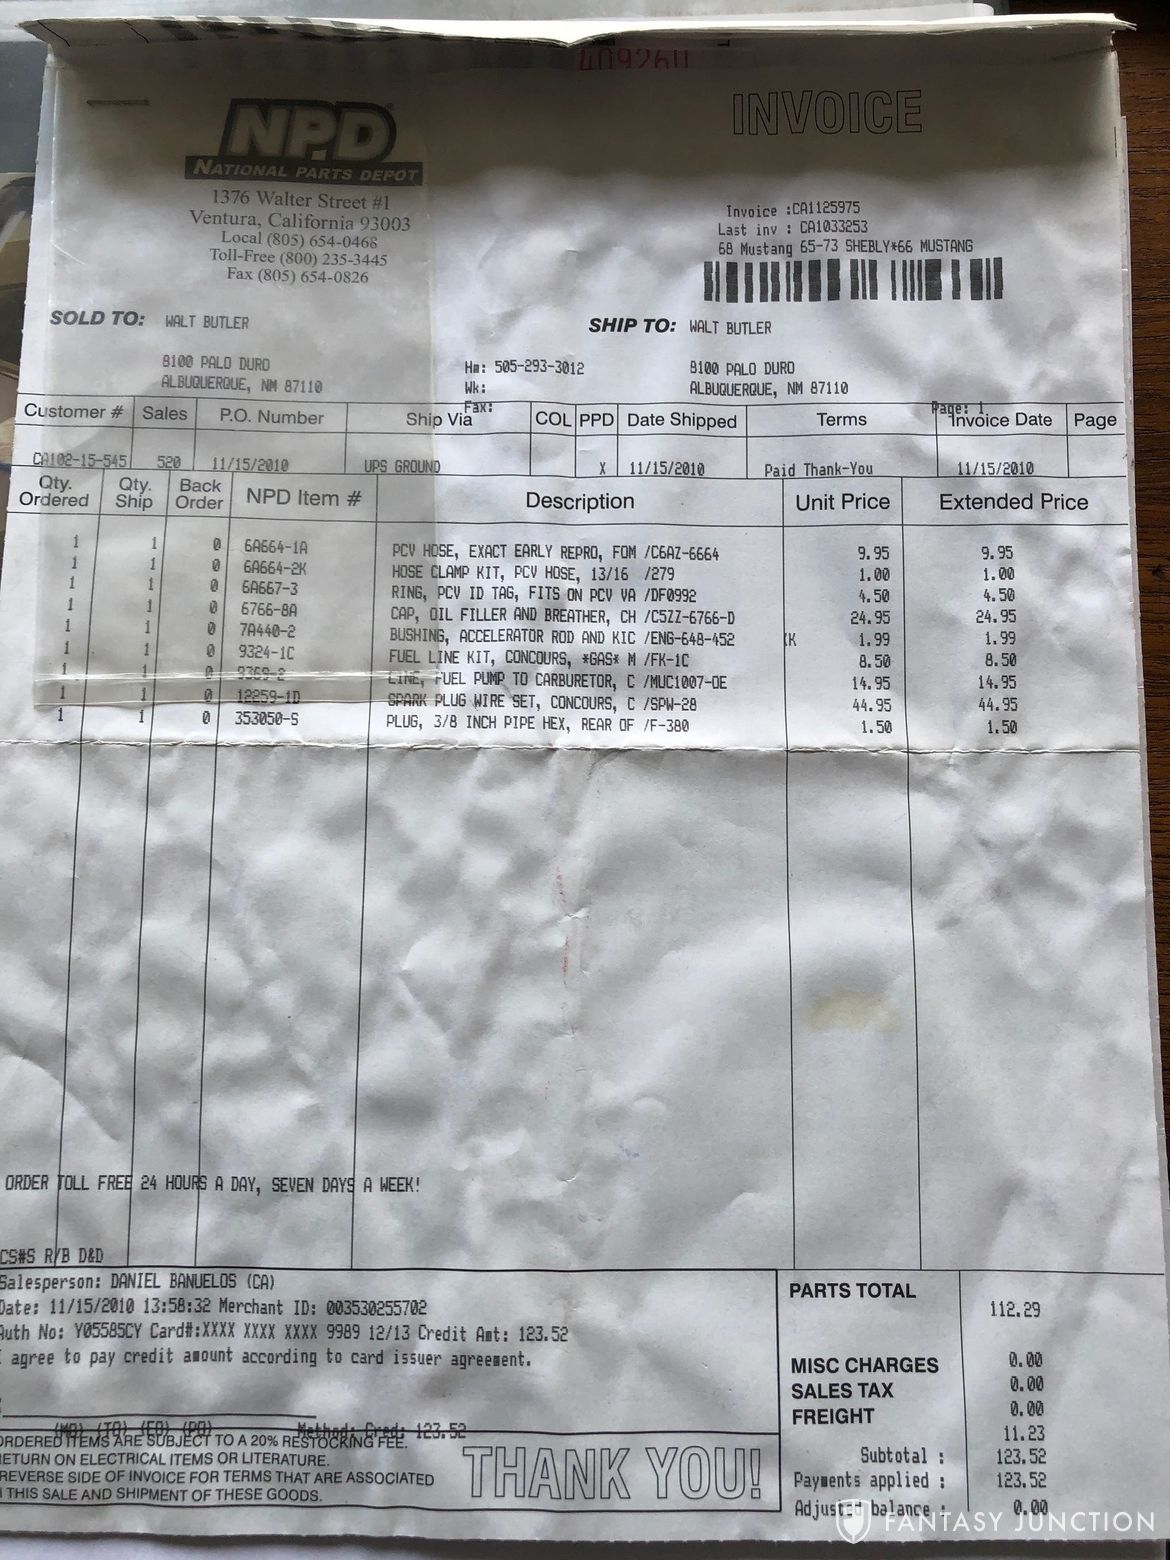 409260
NPD
NATIONAL PARTS DEPOT
1376 Walter Street #1
Ventura, California 93003
Local (805) 654-0468
Toll-Free (800) 235-3445
Fax (805) 654-0826
INVOICE
Invoice :CA1125975
Last inv : CA1033253
68 Mustang 65-73 SHEBLY*66 MUSTANG
SOLD TO: WALT BUTLER
8100 PALO DURO
ALBUQUERQUE, NM 87110
Hm: 505-293-3012
Wk:
Fax:
SHIP TO: WALT BUTLER
8100 PALO DURO
ALBUQUERQUE, NM 87110
Page: 1
Customer # Sales P.O. Number Ship Via COL PPD Date Shipped Terms Invoice Date Page
CA102-15-545 520 11/15/2010 UPS GROUND X 11/15/2010 Paid Thank-You 11/15/2010
Qty. Ordered Qty. Ship Back Order NPD Item # Description Unit Price Extended Price
1 1 0 6A664-1A PCV HOSE, EXACT EARLY REPRO, FOM /C6AZ-6664 9.95 9.95
1 1 0 6A664-2K HOSE CLAMP KIT, PCV HOSE, 13/16 /279 1.00 1.00
1 1 0 6A667-3 RING, PCV ID TAG, FITS ON PCV VA /DF0992 4.50 4.50
1 1 0 6766-8A CAP, OIL FILLER AND BREATHER, CH /C5ZZ-6766-D 24.95 24.95
1 1 0 7A440-2 BUSHING, ACCELERATOR ROD AND KIC /ENG-648-452 K 1.99 1.99
1 1 0 9324-1C FUEL LINE KIT, CONCOURS, *GAS* M /FK-1C 8.50 8.50
1 1 0 9369-2 LINE, FUEL PUMP TO CARBURETOR, C /MUC1007-OE 14.95 14.95
1 1 0 12259-1D SPARK PLUG WIRE SET, CONCOURS, C /SPW-28 44.95 44.95
1 1 0 353050-S PLUG, 3/8 INCH PIPE HEX, REAR OF /F-380 1.50 1.50
ORDER TOLL FREE 24 HOURS A DAY, SEVEN DAYS A WEEK!
CS#S R/B D&D
Salesperson: DANIEL BANUELOS (CA)
Date: 11/15/2010 13:58:32 Merchant ID: 003530255702
Auth No: Y05585CY Card#:XXXX XXXX XXXX 9989 12/13 Credit Amt: 123.52
agree to pay credit amount according to card issuer agreement.
(MO) (TO) (FO) (PO) Method: Cred: 123.52
ORDERED ITEMS ARE SUBJECT TO A 20% RESTOCKING FEE.
RETURN ON ELECTRICAL ITEMS OR LITERATURE.
REVERSE SIDE OF INVOICE FOR TERMS THAT ARE ASSOCIATED
THIS SALE AND SHIPMENT OF THESE GOODS.
THANK YOU!
PARTS TOTAL 112.29
MISC CHARGES 0.00
SALES TAX 0.00
FREIGHT 0.00
11.23
Subtotal : 123.52
Payments applied : 123.52
Adjusted balance : 0.00
FANTASY JUNCTION